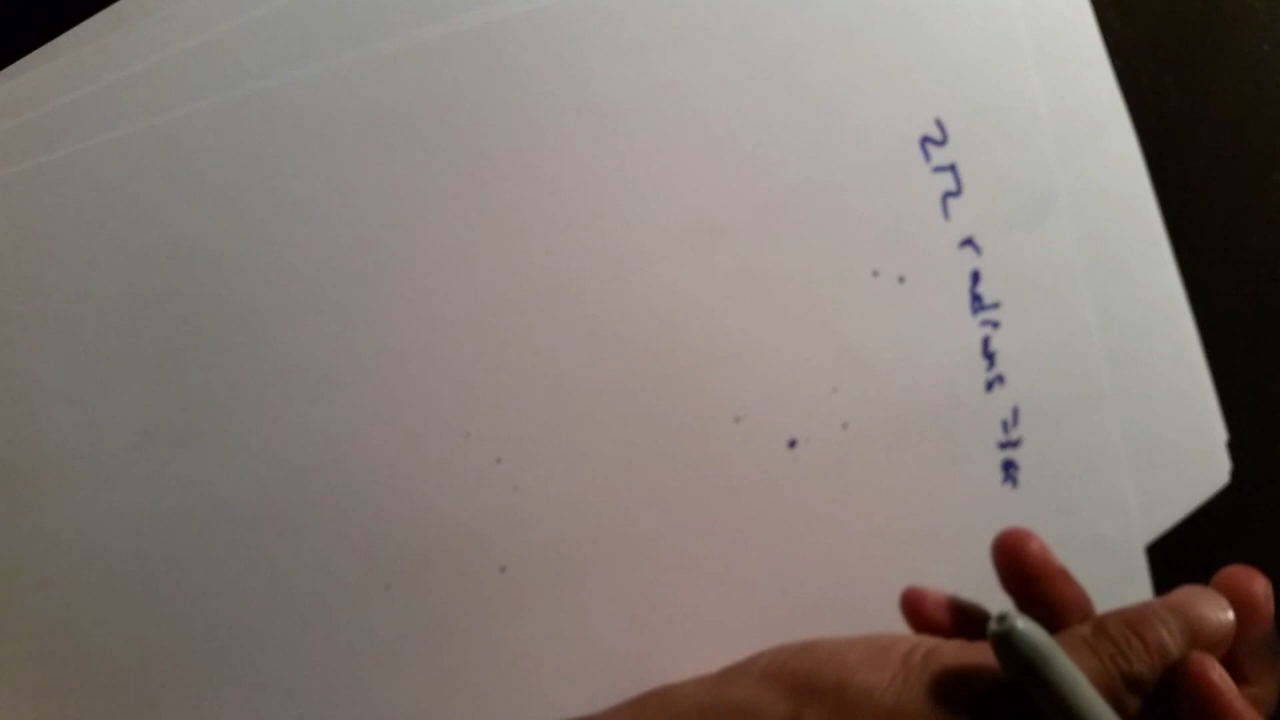 2π radians =